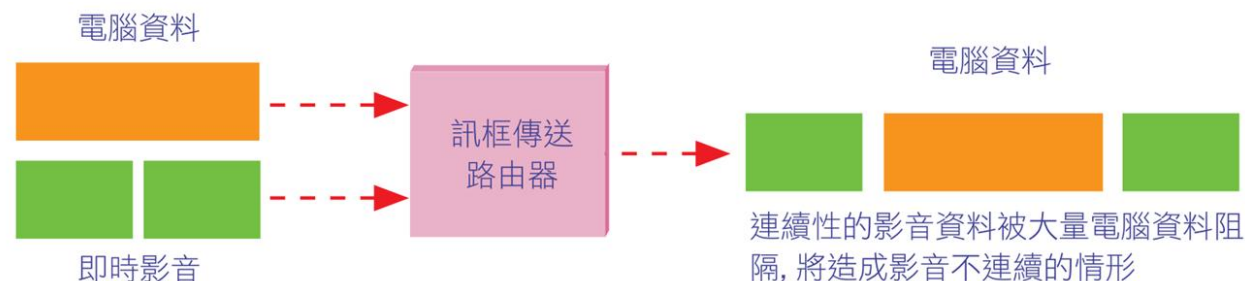 電腦資料
即時影音
訊框傳送
路由器
電腦資料
連續性的影音資料被大量電腦資料阻
隔, 將造成影音不連續的情形